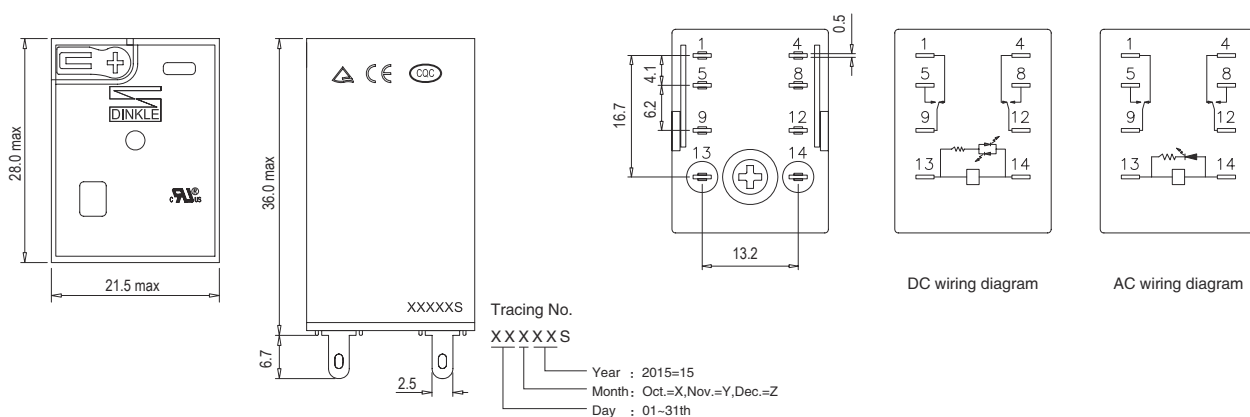 DINKLE
c RU ® US
28.0 max
21.5 max
CE
CQC
XXXXXS
36.0 max
6.7
2.5
Tracing No.
XXXXXS
Year : 2015=15
Month : Oct.=X,Nov.=Y,Dec.=Z
Day : 01~31th
0.5
1 4
4.1
5 8
6.2
16.7
9 12
13 14
13.2
1 4
5 8
9 12
13 14
DC wiring diagram
1 4
5 8
9 12
13 14
AC wiring diagram